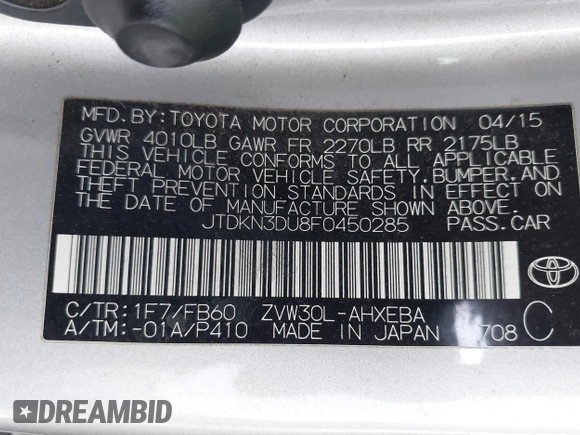 MFD.BY:TOYOTA MOTOR CORPORATION 04/15
GVWR 4010LB GAWR FR 2270LB RR 2175LB
THIS VEHICLE CONFORMS TO ALL APPLICABLE
FEDERAL MOTOR VEHICLE SAFETY,BUMPER,AND
THEFT PREVENTION STANDARDS IN EFFECT ON
THE DATE OF MANUFACTURE SHOWN ABOVE.
JTDKN3DU8F0450285 PASS.CAR
C/TR:1F7/FB60 ZVW30L-AHXEBA C
A/TM:-01A/P410 MADE IN JAPAN 708
DREAMBID